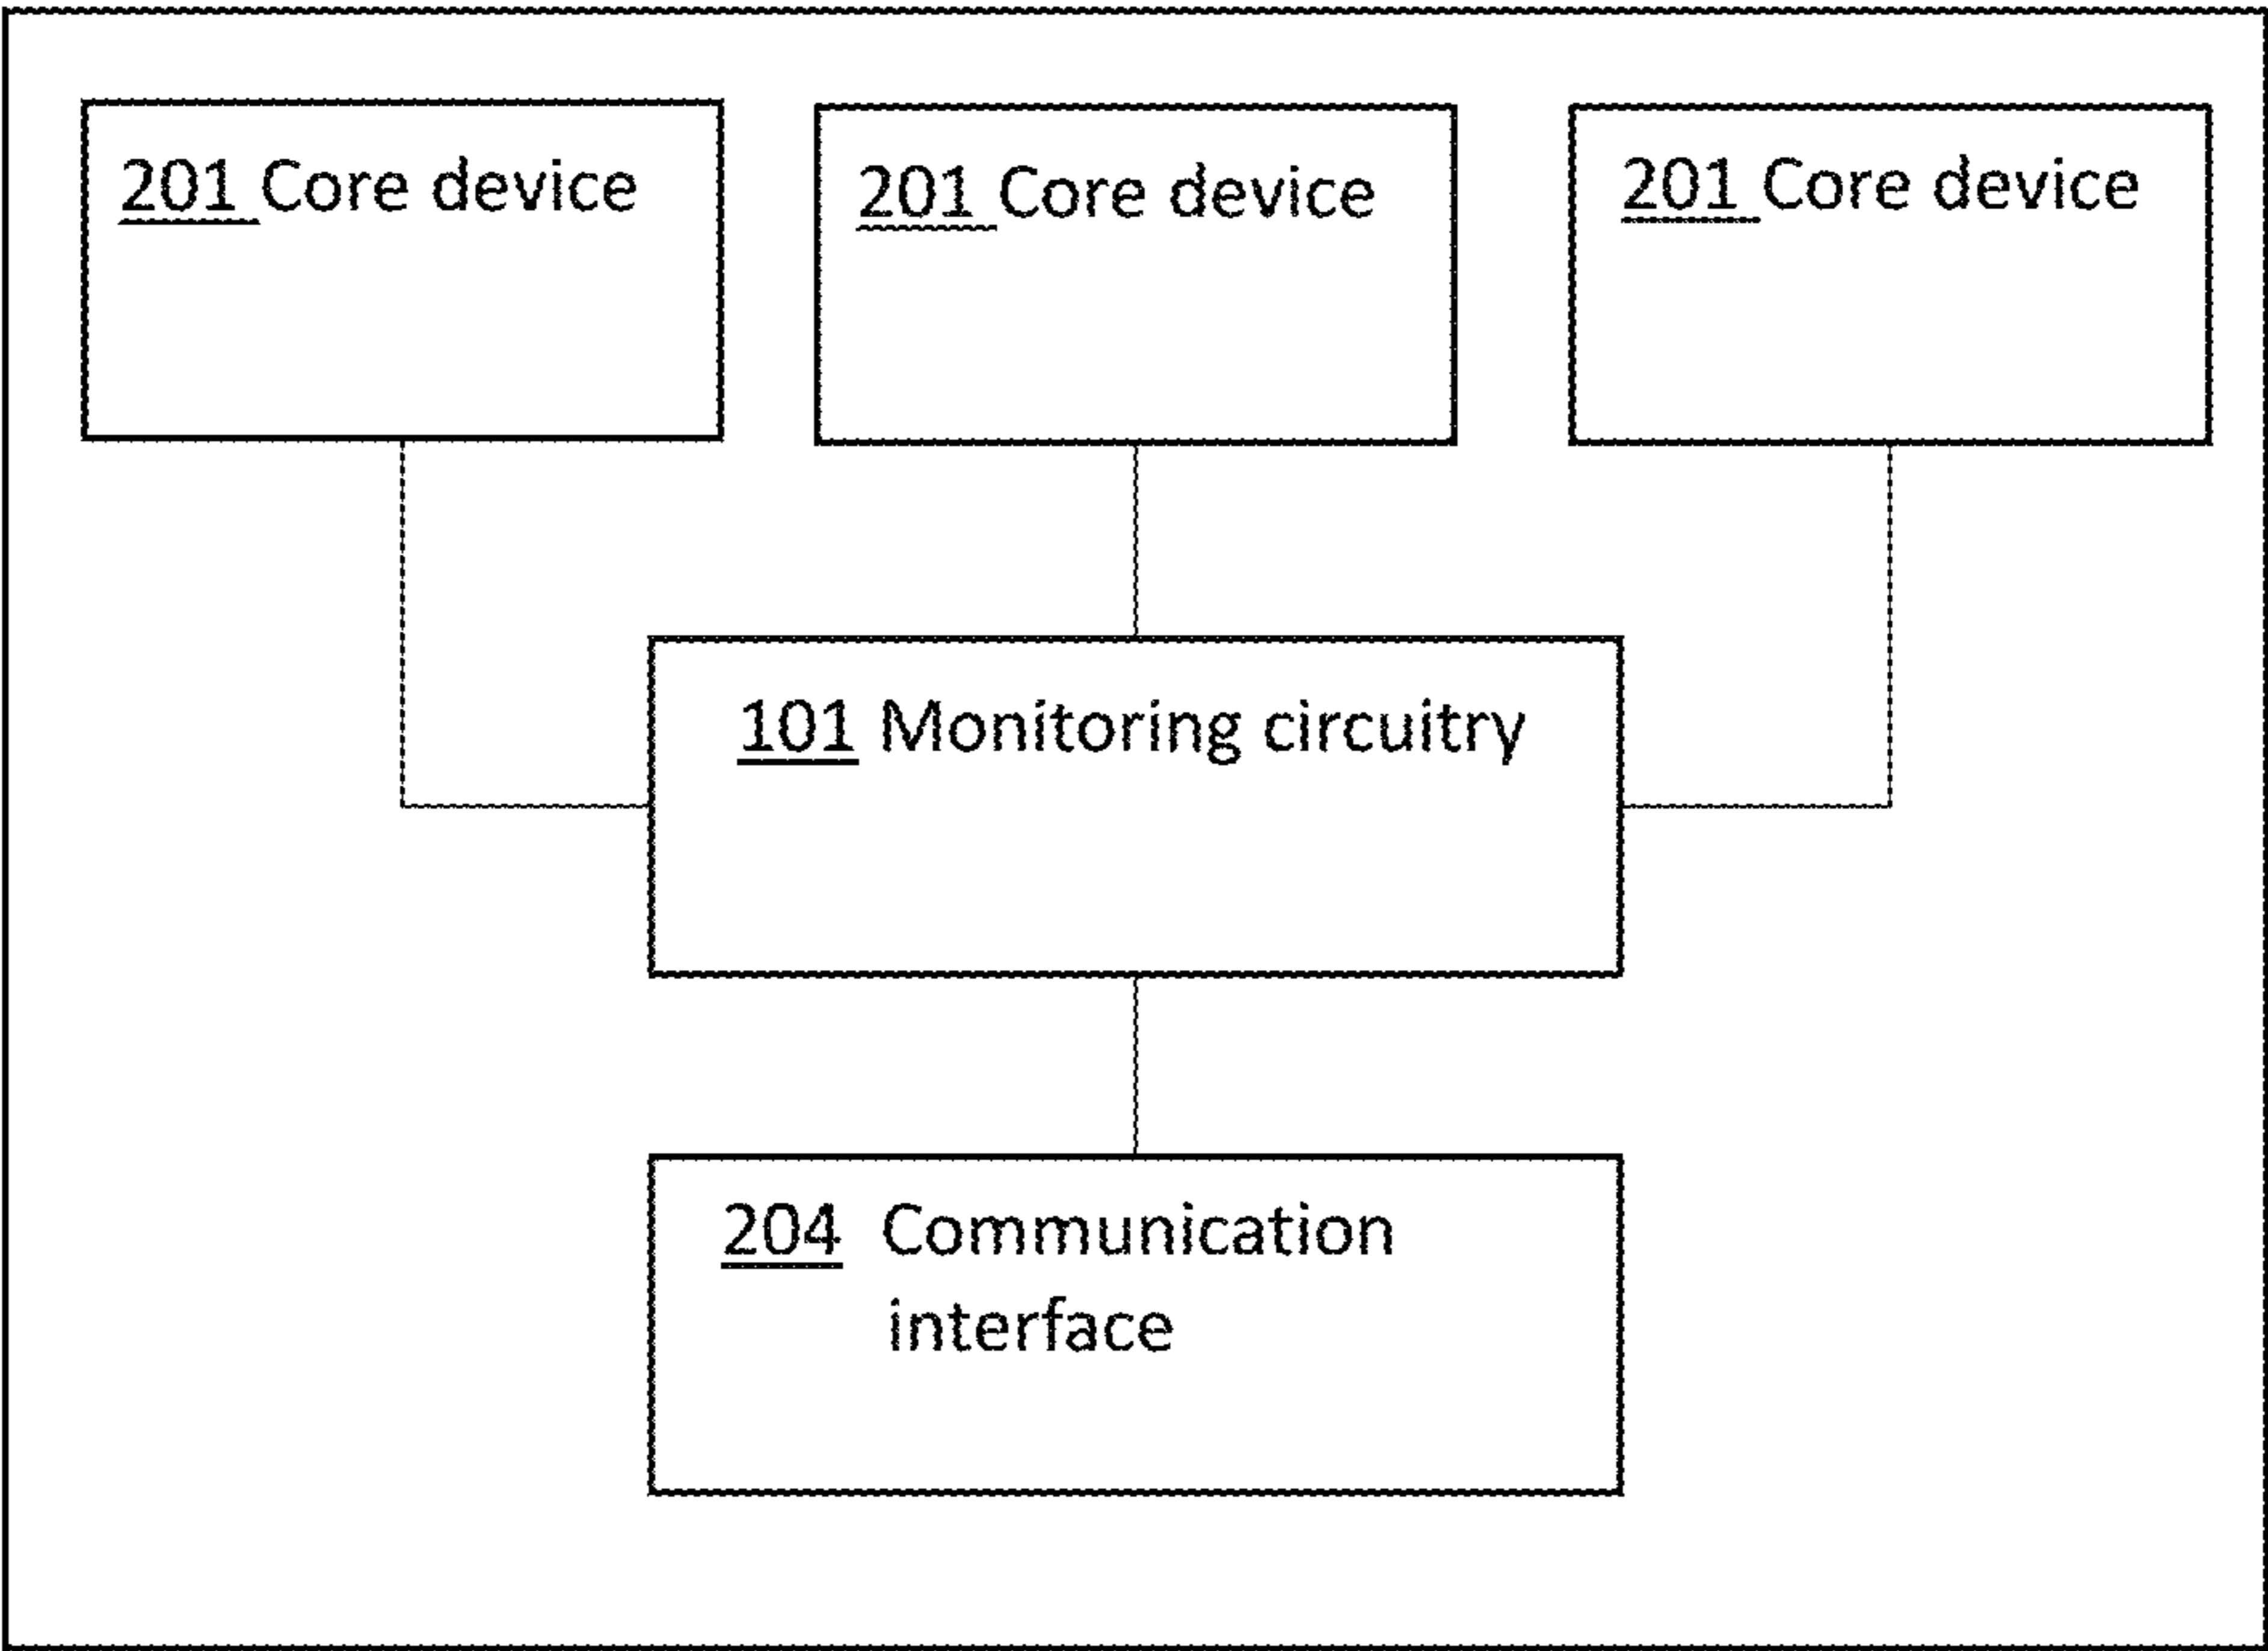 201 Core device
201 Core device
201 Core device
101 Monitoring circuitry
204 Communication
interface